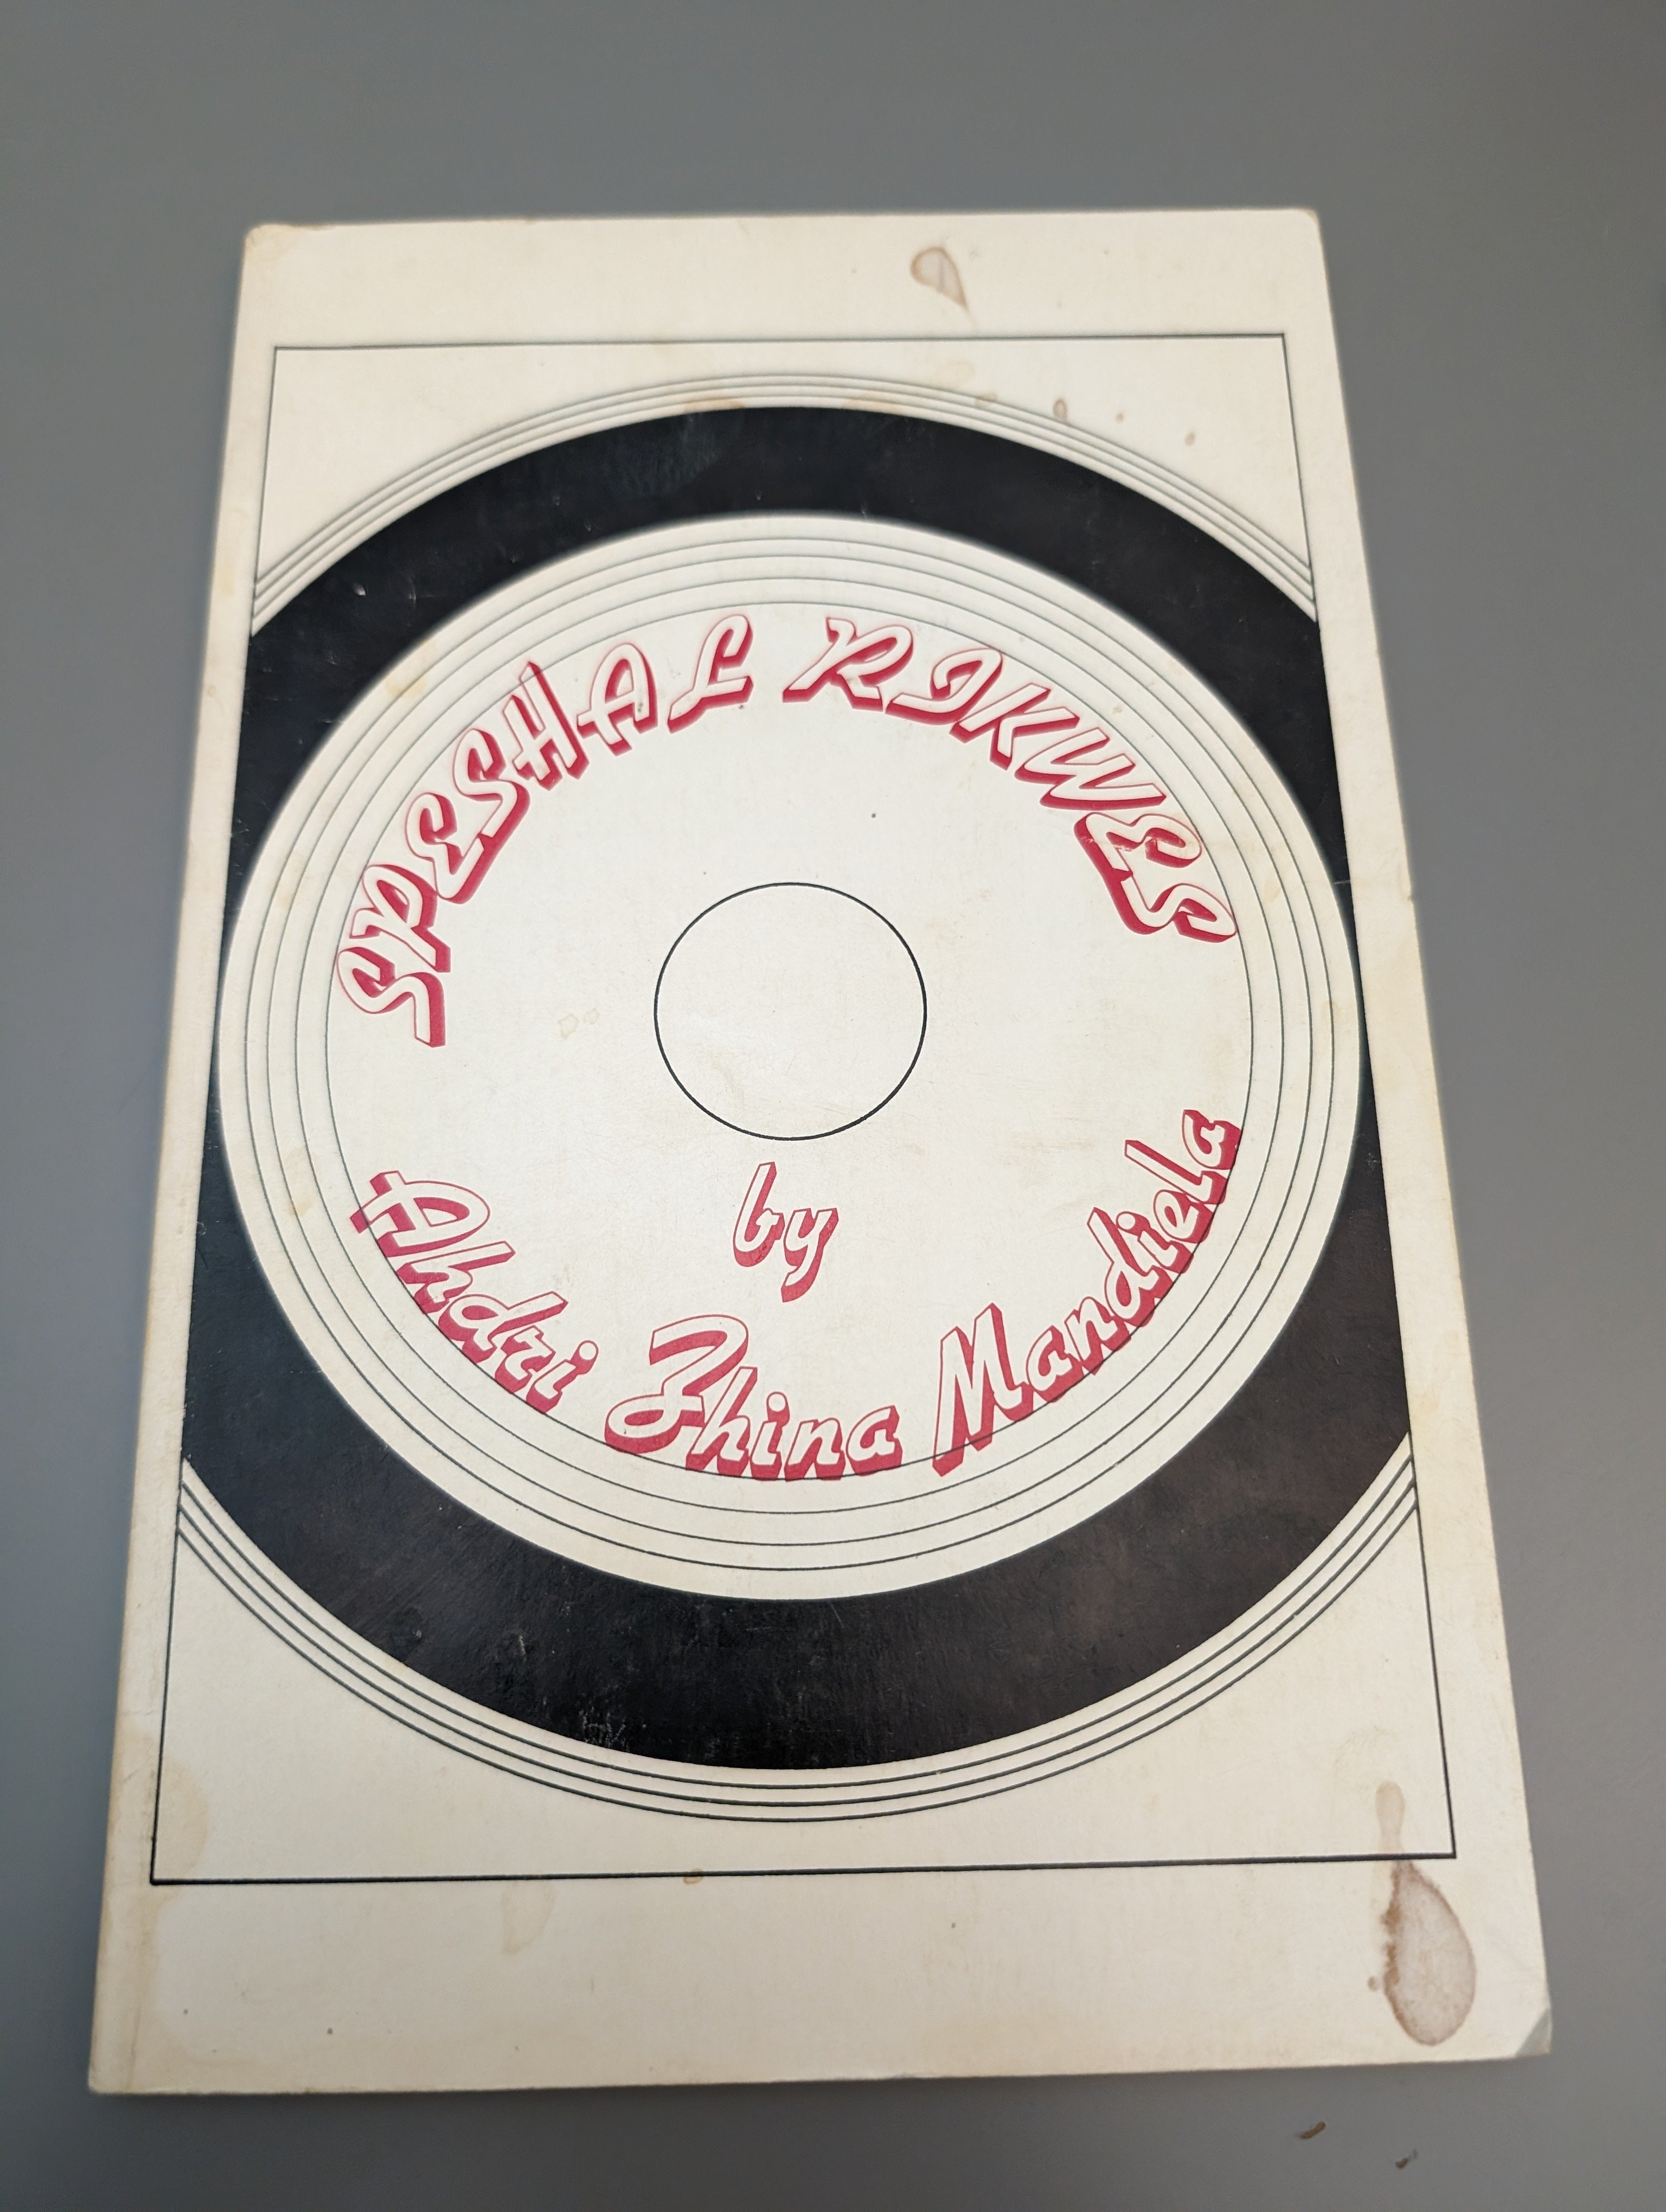 SPESHAL RIKWES
by
Ahdri Zhina Mandiela